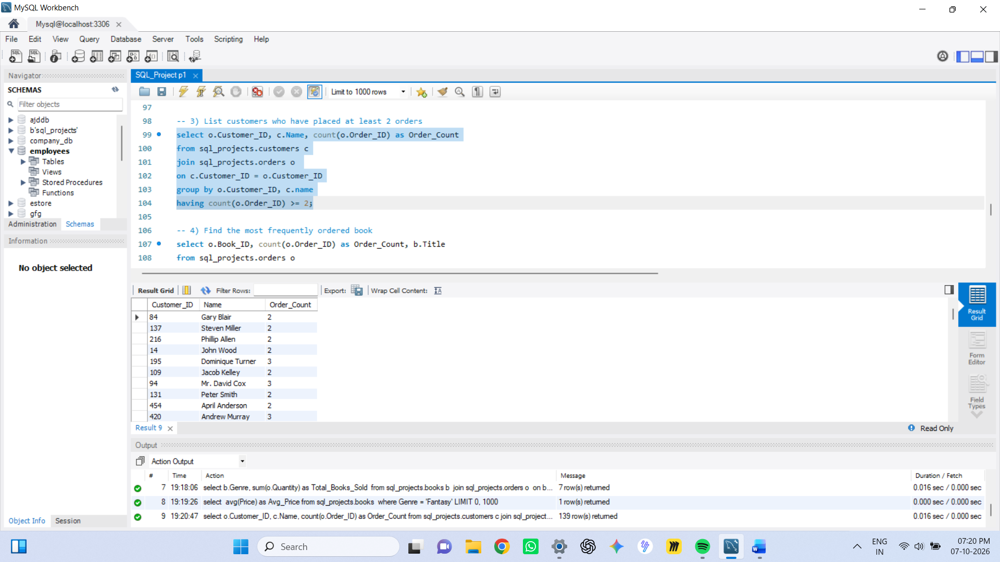 MySQL Workbench
Mysql@localhost:3306
File Edit View Query Database Server Tools Scripting Help
Navigator
SCHEMAS
Filter objects
ajddb
b'sql_projects'
company_db
employees
Tables
Views
Stored Procedures
Functions
estore
gfg
Administration Schemas
Information
No object selected
Object Info Session
SQL_Project p1
Limit to 1000 rows
97
98 -- 3) List customers who have placed at least 2 orders
99 select o.Customer_ID, c.Name, count(o.Order_ID) as Order_Count
100 from sql_projects.customers c
101 join sql_projects.orders o
102 on c.Customer_ID = o.Customer_ID
103 group by o.Customer_ID, c.name
104 having count(o.Order_ID) >= 2;
105
106 -- 4) Find the most frequently ordered book
107 select o.Book_ID, count(o.Order_ID) as Order_Count, b.Title
108 from sql_projects.orders o
Result Grid Filter Rows: Export: Wrap Cell Content:
Customer_ID Name Order_Count
84 Gary Blair 2
137 Steven Miller 2
216 Phillip Allen 2
14 John Wood 2
195 Dominique Turner 3
109 Jacob Kelley 2
94 Mr. David Cox 3
131 Peter Smith 2
454 April Anderson 2
420 Andrew Murray 3
Result Grid
Form Editor
Field Types
Result 9
Read Only
Output
Action Output
# Time Action Message Duration / Fetch
7 19:18:06 select b.Genre, sum(o.Quantity) as Total_Books_Sold from sql_projects.books b join sql_projects.orders o on b... 7 row(s) returned 0.016 sec / 0.000 sec
8 19:19:26 select avg(Price) as Avg_Price from sql_projects.books where Genre = 'Fantasy' LIMIT 0, 1000 1 row(s) returned 0.000 sec / 0.000 sec
9 19:20:47 select o.Customer_ID, c.Name, count(o.Order_ID) as Order_Count from sql_projects.customers c join sql_project... 139 row(s) returned 0.016 sec / 0.000 sec
Search
ENG
IN
07:20 PM
07-10-2026